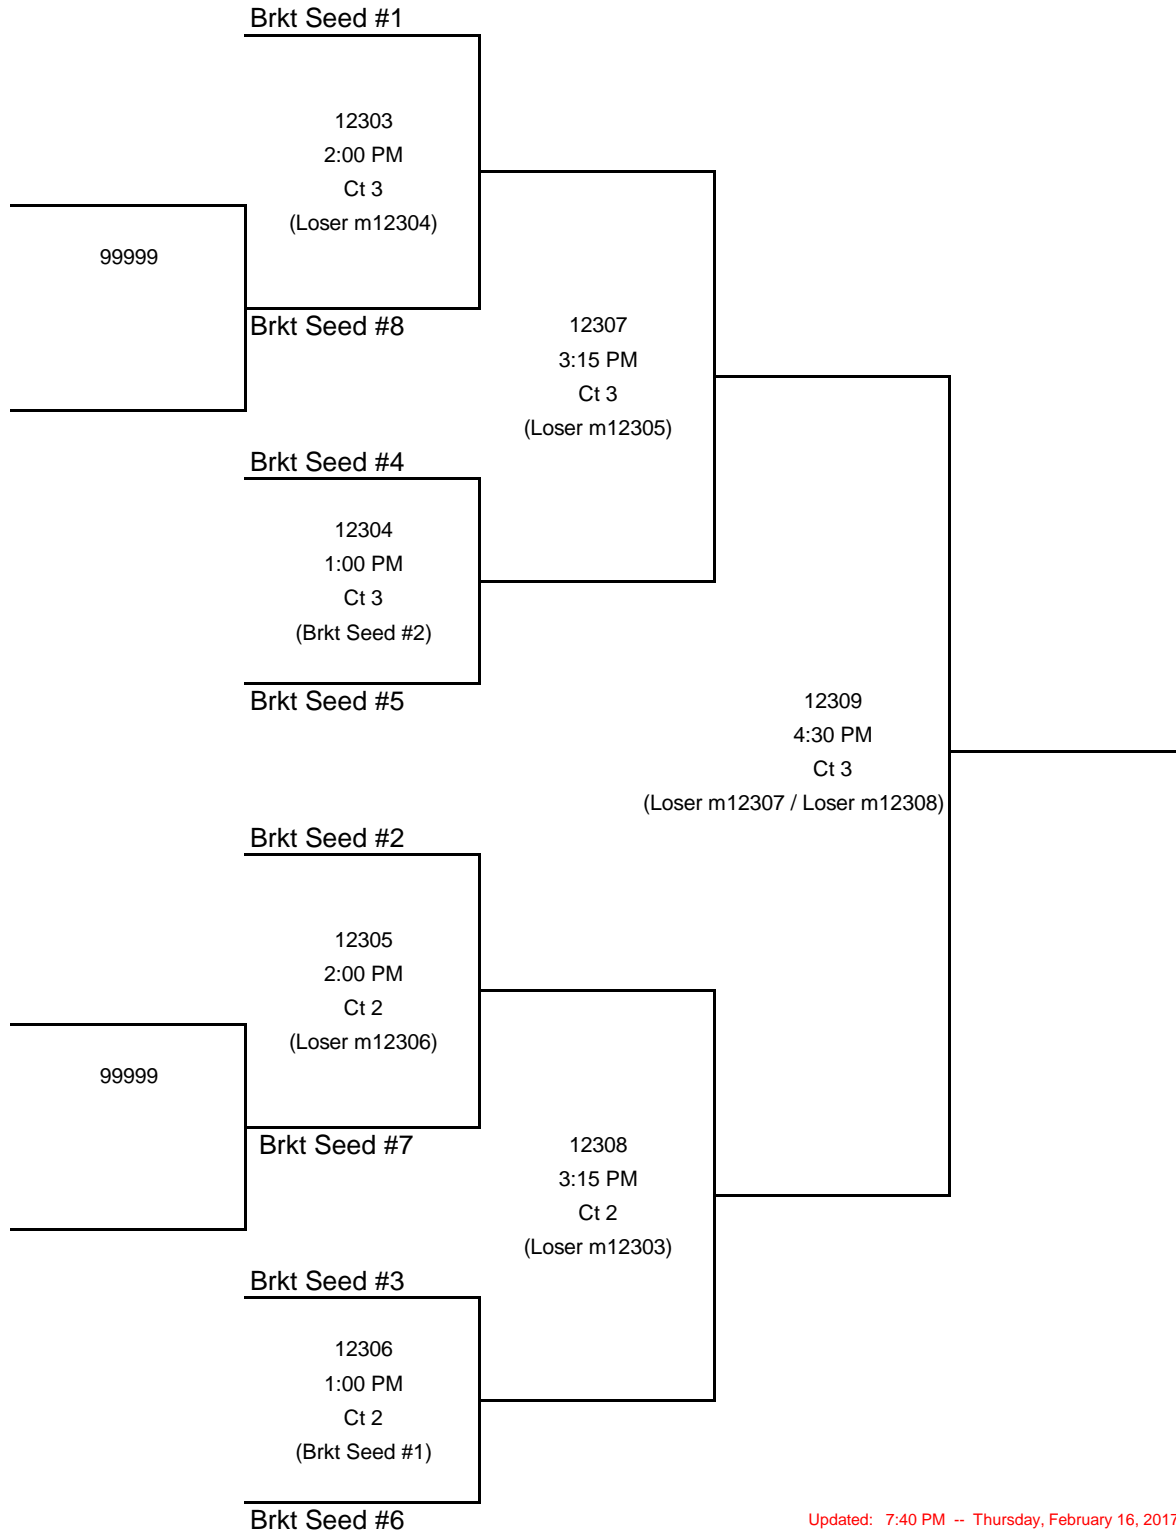 Brkt Seed #1
12303
2:00 PM
Ct 3
(Loser m12304)
99999
Brkt Seed #8
12307
3:15 PM
Ct 3
(Loser m12305)
Brkt Seed #4
12304
1:00 PM
Ct 3
(Brkt Seed #2)
Brkt Seed #5
12309
4:30 PM
Ct 3
(Loser m12307 / Loser m12308)
Brkt Seed #2
12305
2:00 PM
Ct 2
(Loser m12306)
99999
Brkt Seed #7
12308
3:15 PM
Ct 2
(Loser m12303)
Brkt Seed #3
12306
1:00 PM
Ct 2
(Brkt Seed #1)
Brkt Seed #6
Updated: 7:40 PM -- Thursday, February 16, 2017